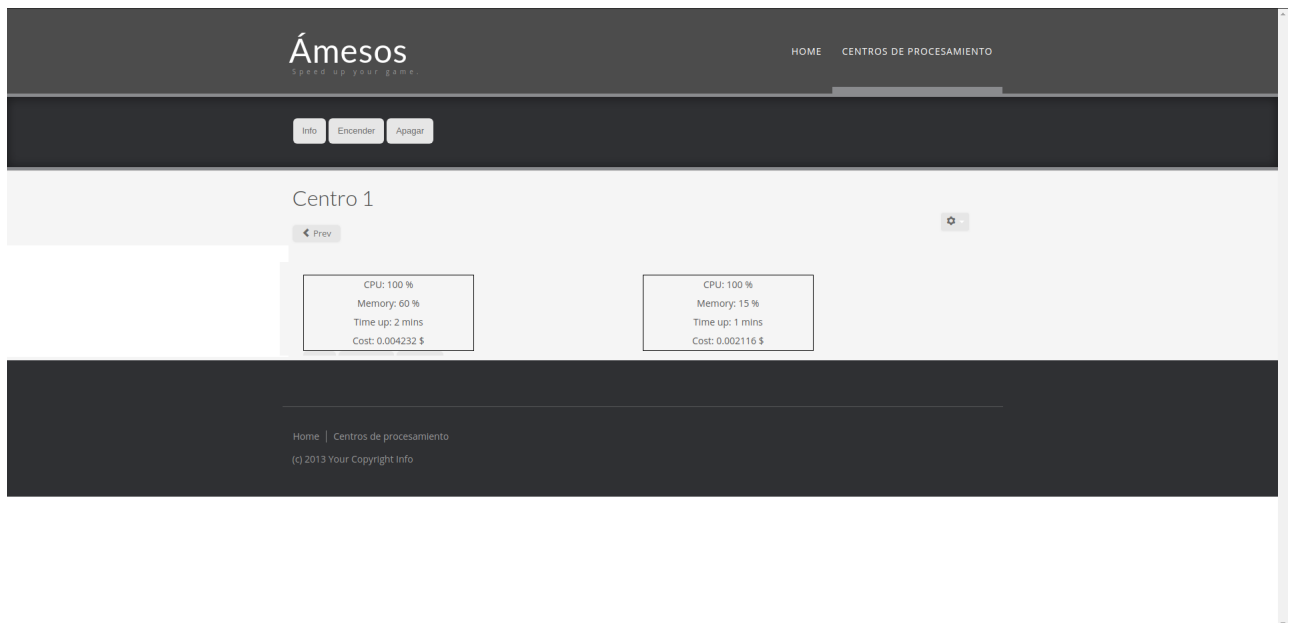 Ámesos
Speed up your game.
HOME CENTROS DE PROCESAMIENTO
Info Encender Apagar
Centro 1
Prev
CPU: 100 %
Memory: 60 %
Time up: 2 mins
Cost: 0.004232 $
CPU: 100 %
Memory: 15 %
Time up: 1 mins
Cost: 0.002116 $
Home | Centros de procesamiento
(c) 2013 Your Copyright Info